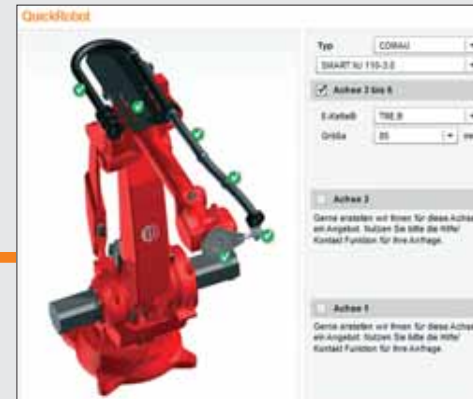 QuickRobot
Typ COMAU
SMART NJ 110-3.0
Achse 3 bis 6
E-Kette® TRE.B
Größe 85
Achse 2
Gerne erstellen wir Ihnen für diese Achse
ein Angebot. Nutzen Sie bitte die Hilfe/
Kontakt Funktion für Ihre Anfrage.
Achse 1
Gerne erstellen wir Ihnen für diese Achse
ein Angebot. Nutzen Sie bitte die Hilfe/
Kontakt Funktion für Ihre Anfrage.